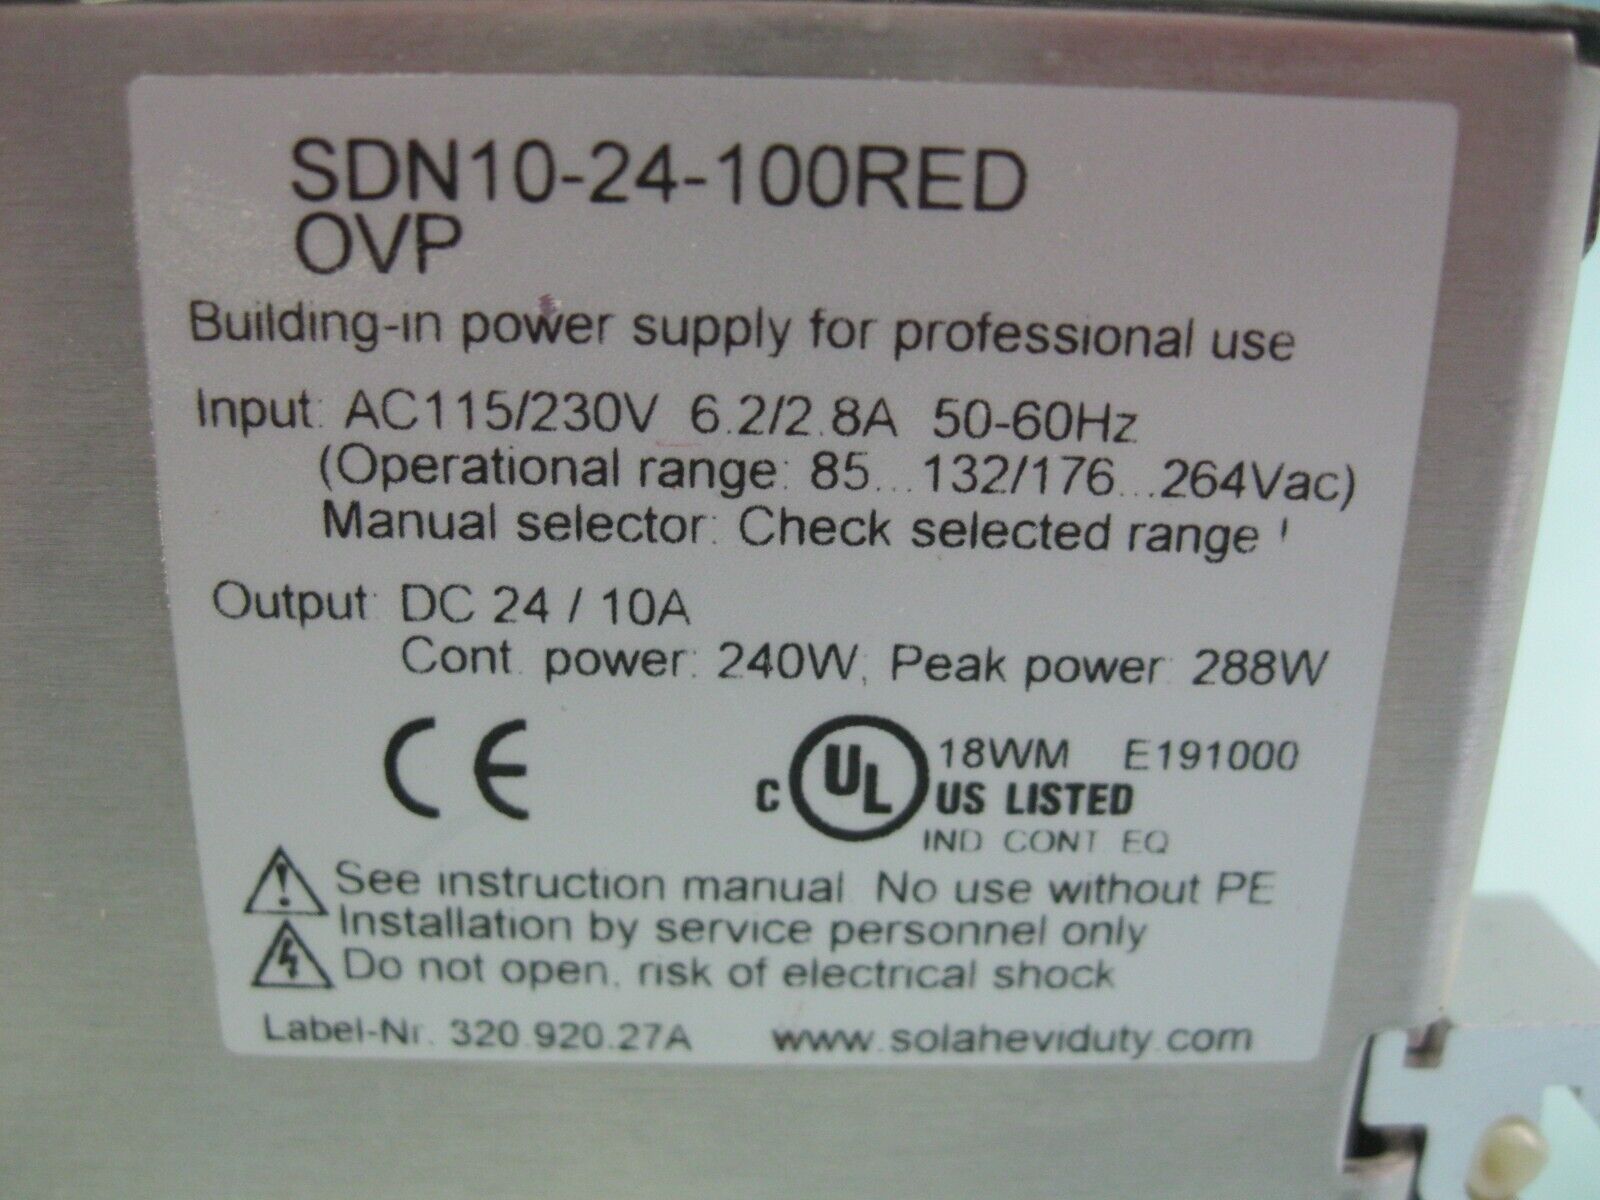 SDN10-24-100RED
OVP
Building-in power supply for professional use
Input: AC115/230V 6.2/2.8A 50-60Hz
(Operational range: 85...132/176...264Vac)
Manual selector: Check selected range !
Output: DC 24 / 10A
Cont. power: 240W, Peak power: 288W
CE
C UL US LISTED 18WM E191000
IND CONT EQ
See instruction manual. No use without PE
Installation by service personnel only
Do not open, risk of electrical shock
Label-Nr. 320.920.27A www.solaheviduty.com